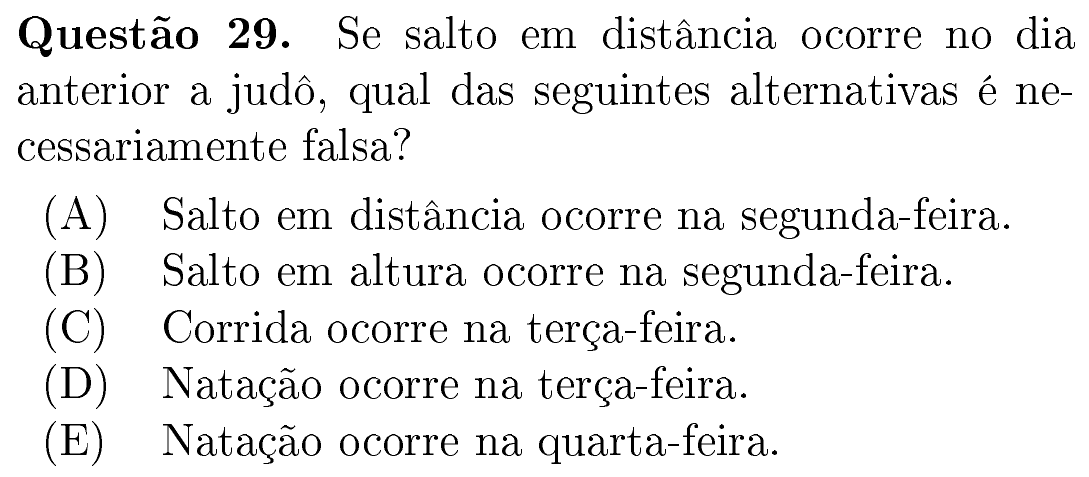 Questão 29. Se salto em distância ocorre no dia
anterior a judô, qual das seguintes alternativas é ne-
cessariamente falsa?
(A) Salto em distância ocorre na segunda-feira.
(B) Salto em altura ocorre na segunda-feira.
(C) Corrida ocorre na terça-feira.
(D) Natação ocorre na terça-feira.
(E) Natação ocorre na quarta-feira.